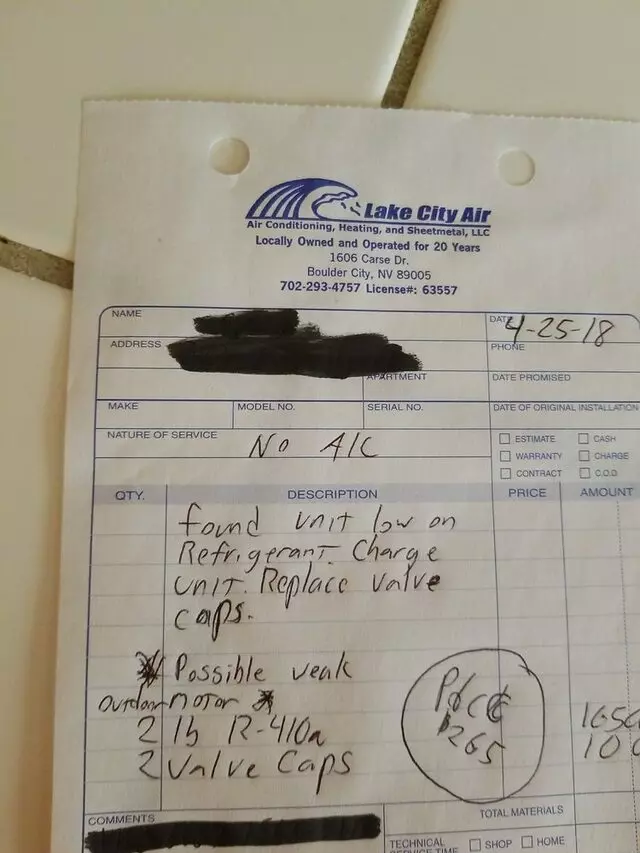 Lake City Air
Air Conditioning, Heating, and Sheetmetal, LLC
Locally Owned and Operated for 20 Years
1606 Carse Dr.
Boulder City, NV 89005
702-293-4757 License#: 63557
NAME
DATE 4-25-18
ADDRESS
PHONE
APARTMENT
DATE PROMISED
MAKE MODEL NO. SERIAL NO. DATE OF ORIGINAL INSTALLATION
NATURE OF SERVICE No A/C
ESTIMATE CASH
WARRANTY CHARGE
CONTRACT C.O.D
QTY. DESCRIPTION PRICE AMOUNT
found unit low on
Refrigerant. Charge
unit. Replace valve
caps.
Possible weak
outdoor motor
2 lb R-410a
2 Valve Caps
$265
COMMENTS
TOTAL MATERIALS
TECHNICAL SHOP HOME
SERVICE TIME